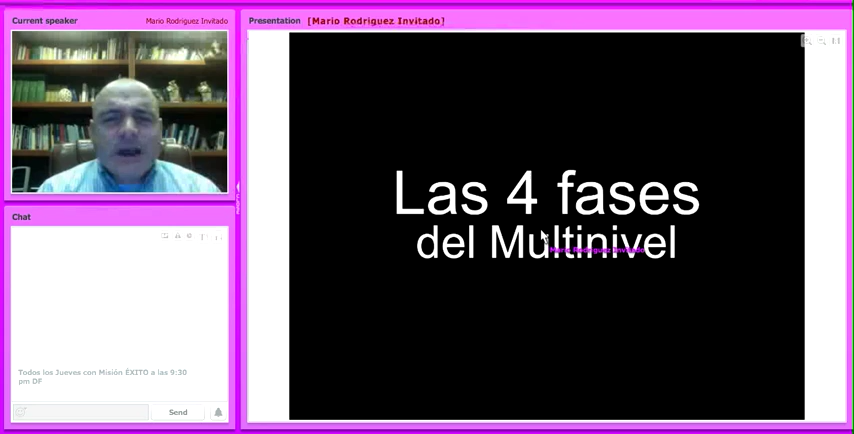 Current speaker
Mario Rodriguez Invitado
Presentation
[Mario Rodriguez Invitado]
Las 4 fases
del Multinivel
Mario Rodriguez Invitado
Chat
Todos los Jueves con Misión ÉXITO a las 9:30
pm DF
Send